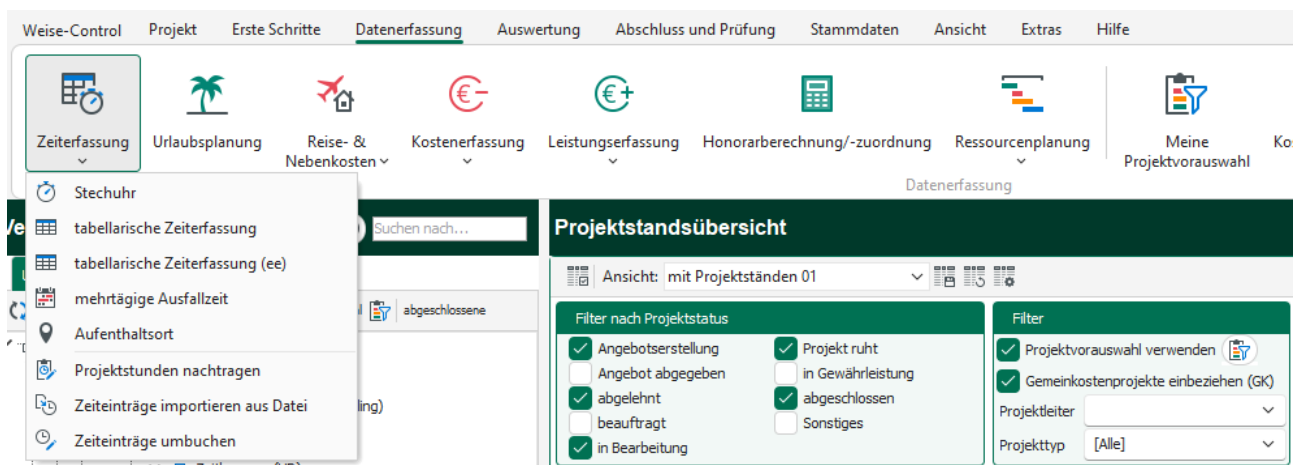 Weise-Control Projekt Erste Schritte Datenerfassung Auswertung Abschluss und Prüfung Stammdaten Ansicht Extras Hilfe
Zeiterfassung Urlaubsplanung Reise- & Nebenkosten Kostenerfassung Leistungserfassung Honorarberechnung/-zuordnung Ressourcenplanung Meine Projektvorauswahl
Datenerfassung
Stechuhr
tabellarische Zeiterfassung
tabellarische Zeiterfassung (ee)
mehrtägige Ausfallzeit
Aufenthaltsort
Projektstunden nachtragen
Zeiteinträge importieren aus Datei
Zeiteinträge umbuchen
Suchen nach...
abgeschlossene
Projektstandsübersicht
Ansicht: mit Projektständen 01
Filter nach Projektstatus
Angebotserstellung Projekt ruht
Angebot abgegeben in Gewährleistung
abgelehnt abgeschlossen
beauftragt Sonstiges
in Bearbeitung
Filter
Projektvorauswahl verwenden
Gemeinkostenprojekte einbeziehen (GK)
Projektleiter
Projekttyp [Alle]